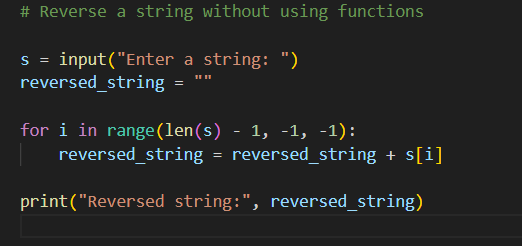 # Reverse a string without using functions
s = input("Enter a string: ")
reversed_string = ""
for i in range(len(s) - 1, -1, -1):
    reversed_string = reversed_string + s[i]
print("Reversed string:", reversed_string)